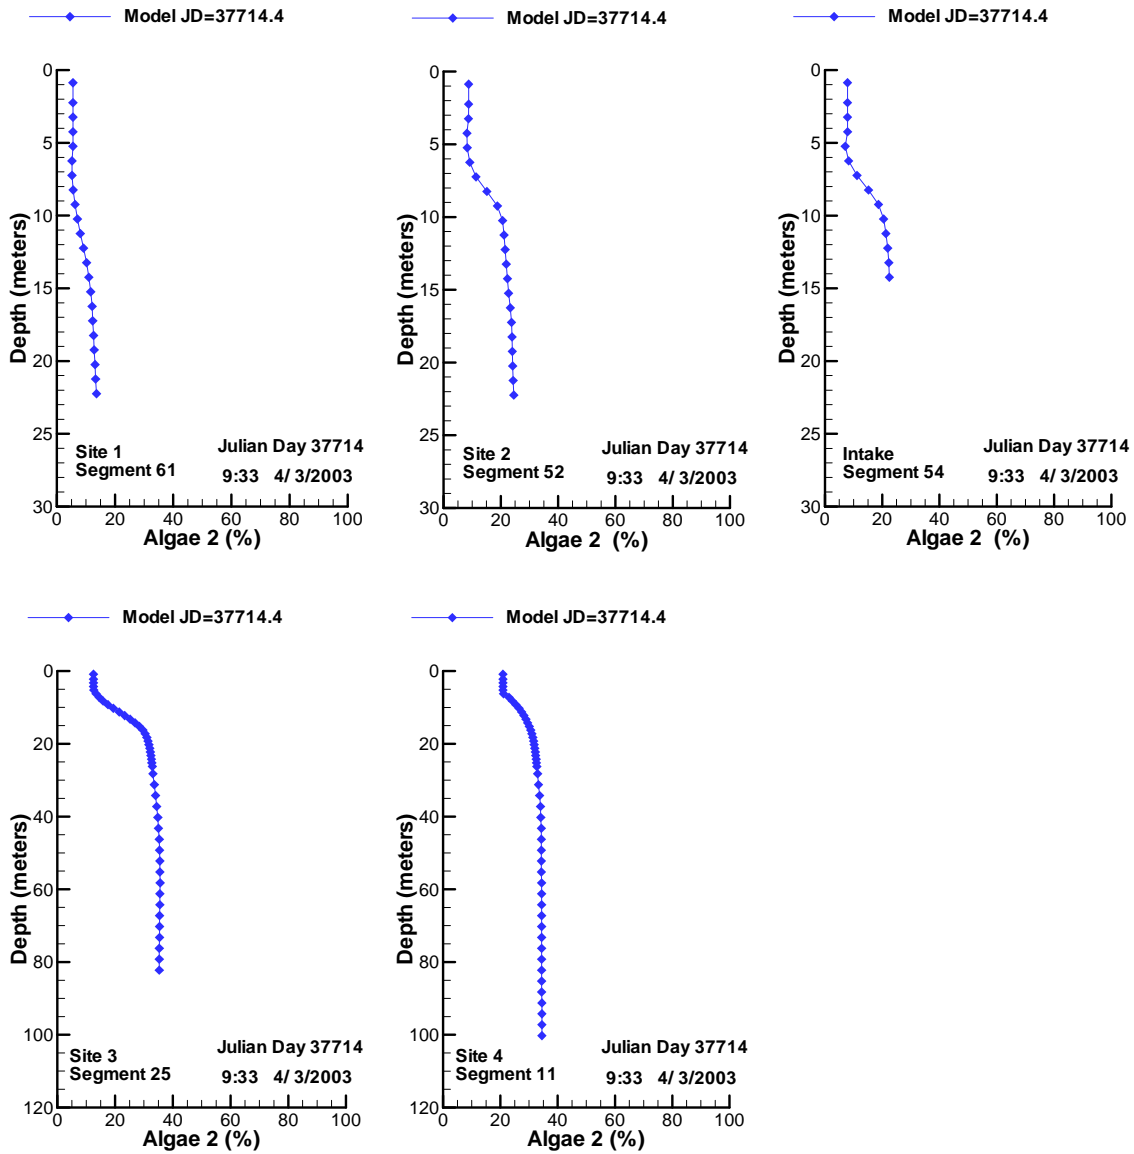 Model JD=37714.4
0
5
10
15
20
25
30
Depth (meters)
Site 1
Segment 61
Julian Day 37714
9:33 4/ 3/2003
0 20 40 60 80 100
Algae 2 (%)
Model JD=37714.4
0
5
10
15
20
25
30
Depth (meters)
Site 2
Segment 52
Julian Day 37714
9:33 4/ 3/2003
0 20 40 60 80 100
Algae 2 (%)
Model JD=37714.4
0
5
10
15
20
25
30
Depth (meters)
Intake
Segment 54
Julian Day 37714
9:33 4/ 3/2003
0 20 40 60 80 100
Algae 2 (%)
Model JD=37714.4
0
20
40
60
80
100
120
Depth (meters)
Site 3
Segment 25
Julian Day 37714
9:33 4/ 3/2003
0 20 40 60 80 100
Algae 2 (%)
Model JD=37714.4
0
20
40
60
80
100
120
Depth (meters)
Site 4
Segment 11
Julian Day 37714
9:33 4/ 3/2003
0 20 40 60 80 100
Algae 2 (%)